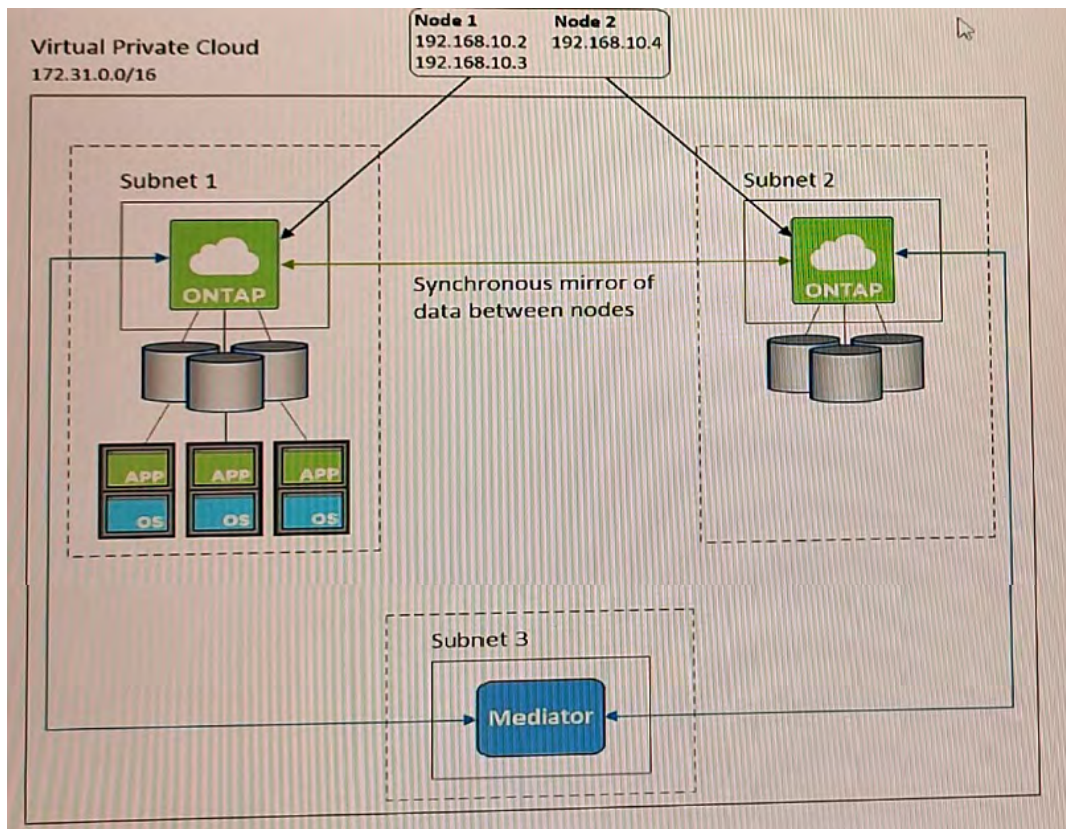 Node 1 Node 2
192.168.10.2 192.168.10.4
192.168.10.3
Virtual Private Cloud
172.31.0.0/16
Subnet 1
Subnet 2
ONTAP
ONTAP
Synchronous mirror of
data between nodes
APP APP APP
OS OS OS
Subnet 3
Mediator